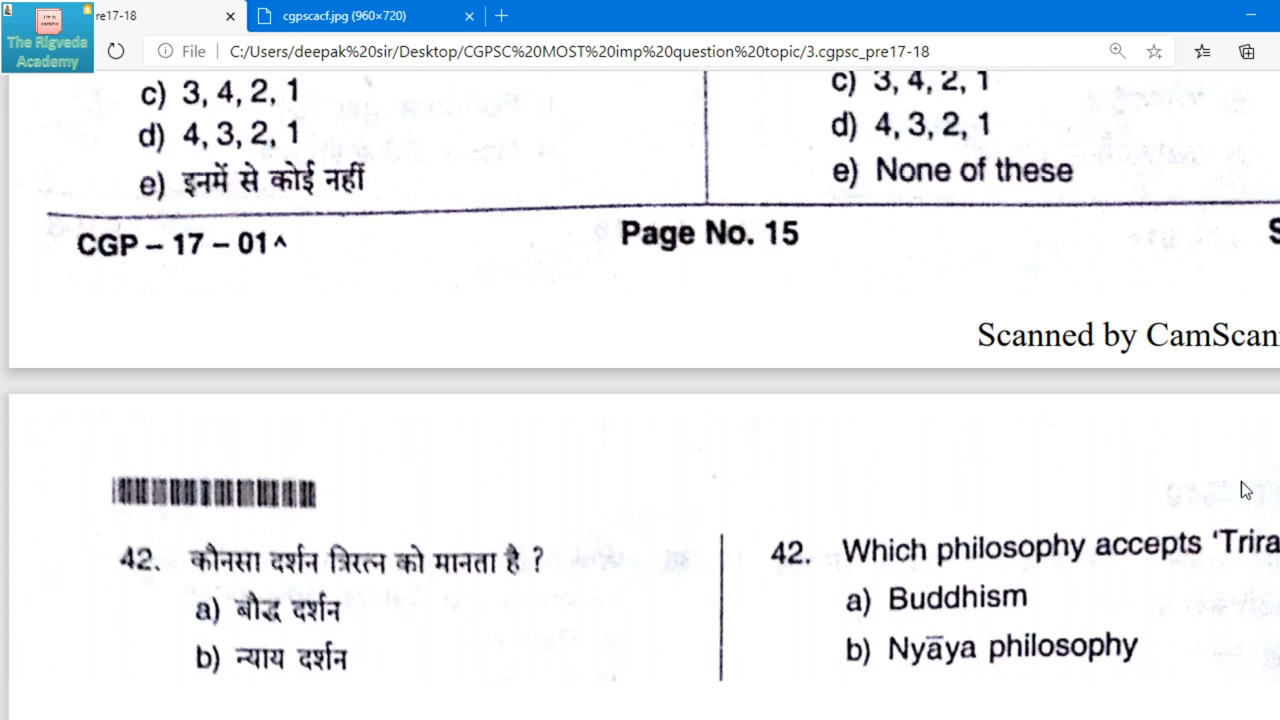 The Rigveda
Academy
re17-18
cgpscacf.jpg (960×720)
File
C:/Users/deepak%20sir/Desktop/CGPSC%20MOST%20imp%20question%20topic/3.cgpsc_pre17-18
c) 3, 4, 2, 1
d) 4, 3, 2, 1
e) इनमें से कोई नहीं
c) 3, 4, 2, 1
d) 4, 3, 2, 1
e) None of these
CGP – 17 – 01^
Page No. 15
S
Scanned by CamScan
42. कौनसा दर्शन त्रिरत्न को मानता है ?
a) बौद्ध दर्शन
b) न्याय दर्शन
42. Which philosophy accepts ‘Trira
a) Buddhism
b) Nyāya philosophy